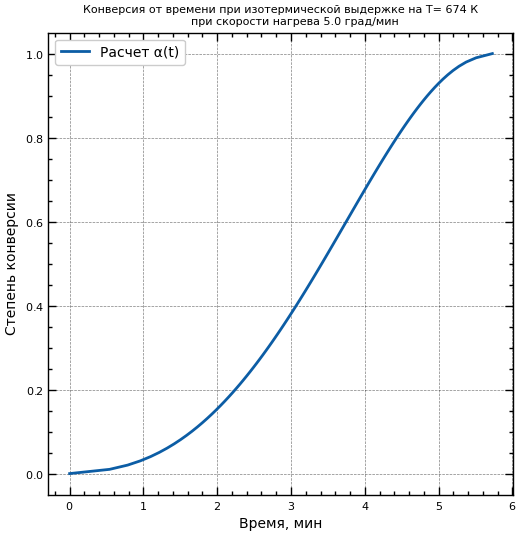 Конверсия от времени при изотермической выдержке на T= 674 К
при скорости нагрева 5.0 град/мин
Расчет α(t)
1.0
0.8
0.6
0.4
0.2
0.0
Степень конверсии
0 1 2 3 4 5 6
Время, мин